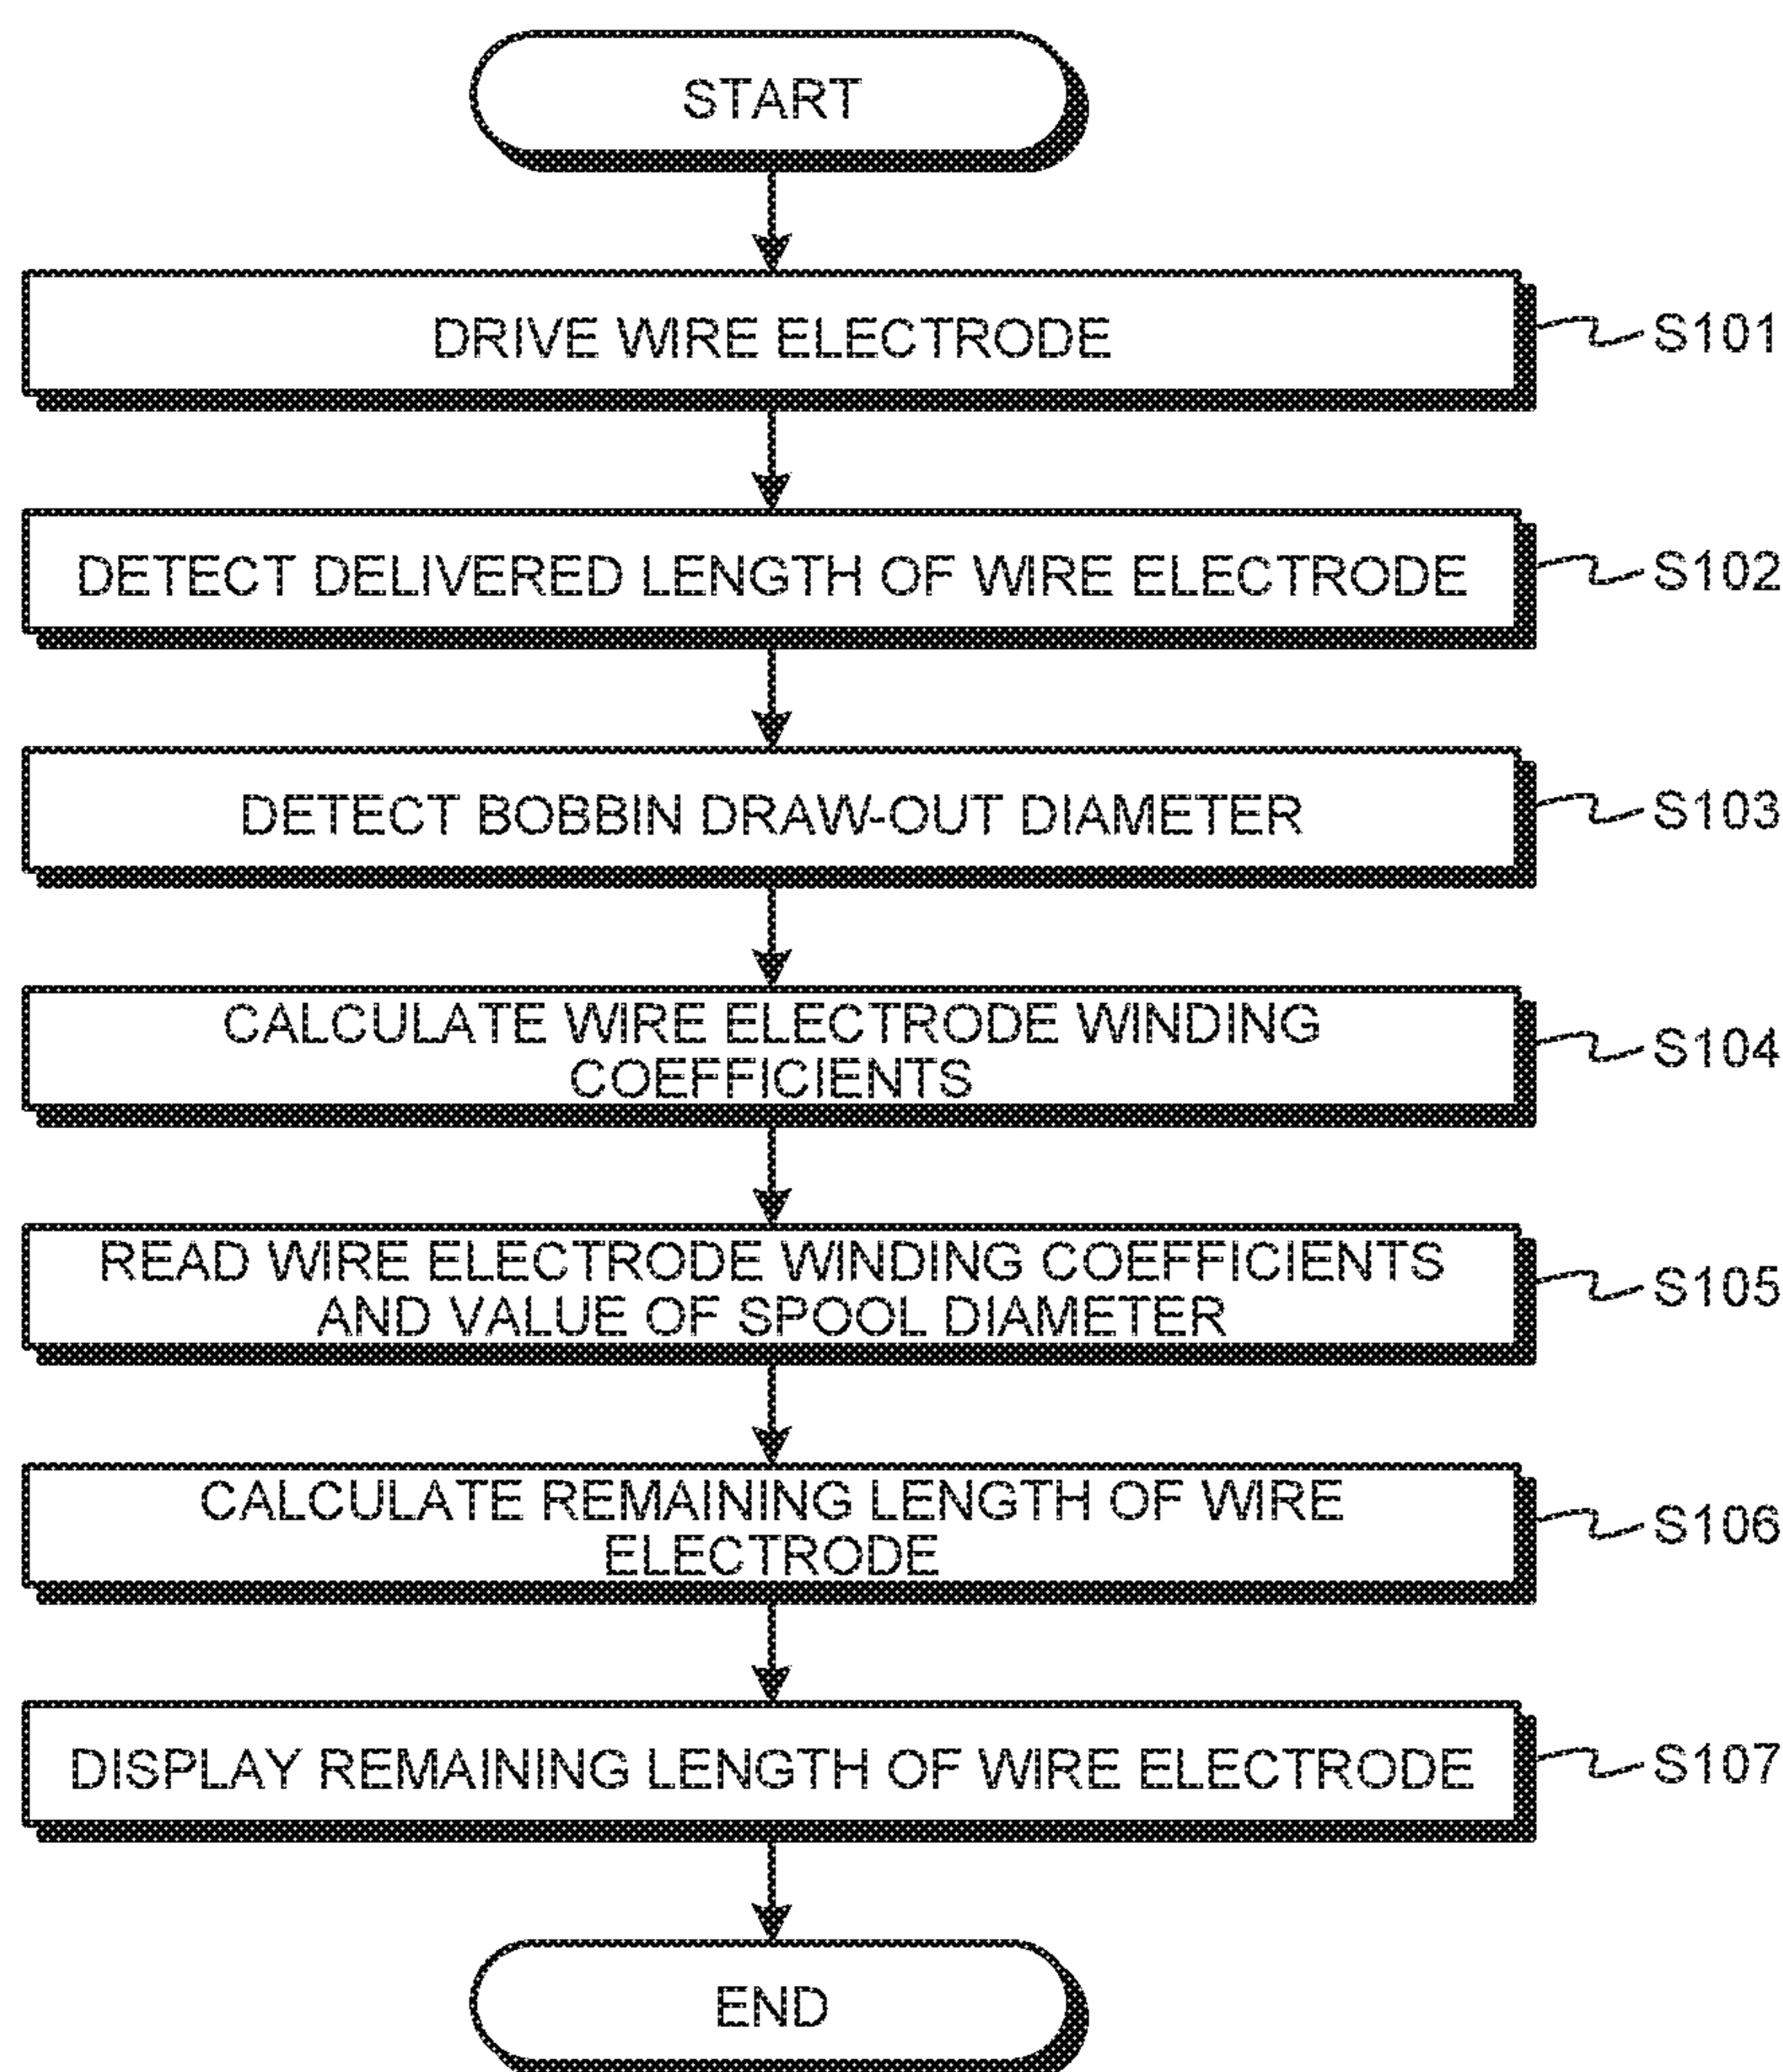 START
DRIVE WIRE ELECTRODE
S101
DETECT DELIVERED LENGTH OF WIRE ELECTRODE
S102
DETECT BOBBIN DRAW-OUT DIAMETER
S103
CALCULATE WIRE ELECTRODE WINDING
COEFFICIENTS
S104
READ WIRE ELECTRODE WINDING COEFFICIENTS
AND VALUE OF SPOOL DIAMETER
S105
CALCULATE REMAINING LENGTH OF WIRE
ELECTRODE
S106
DISPLAY REMAINING LENGTH OF WIRE ELECTRODE
S107
END